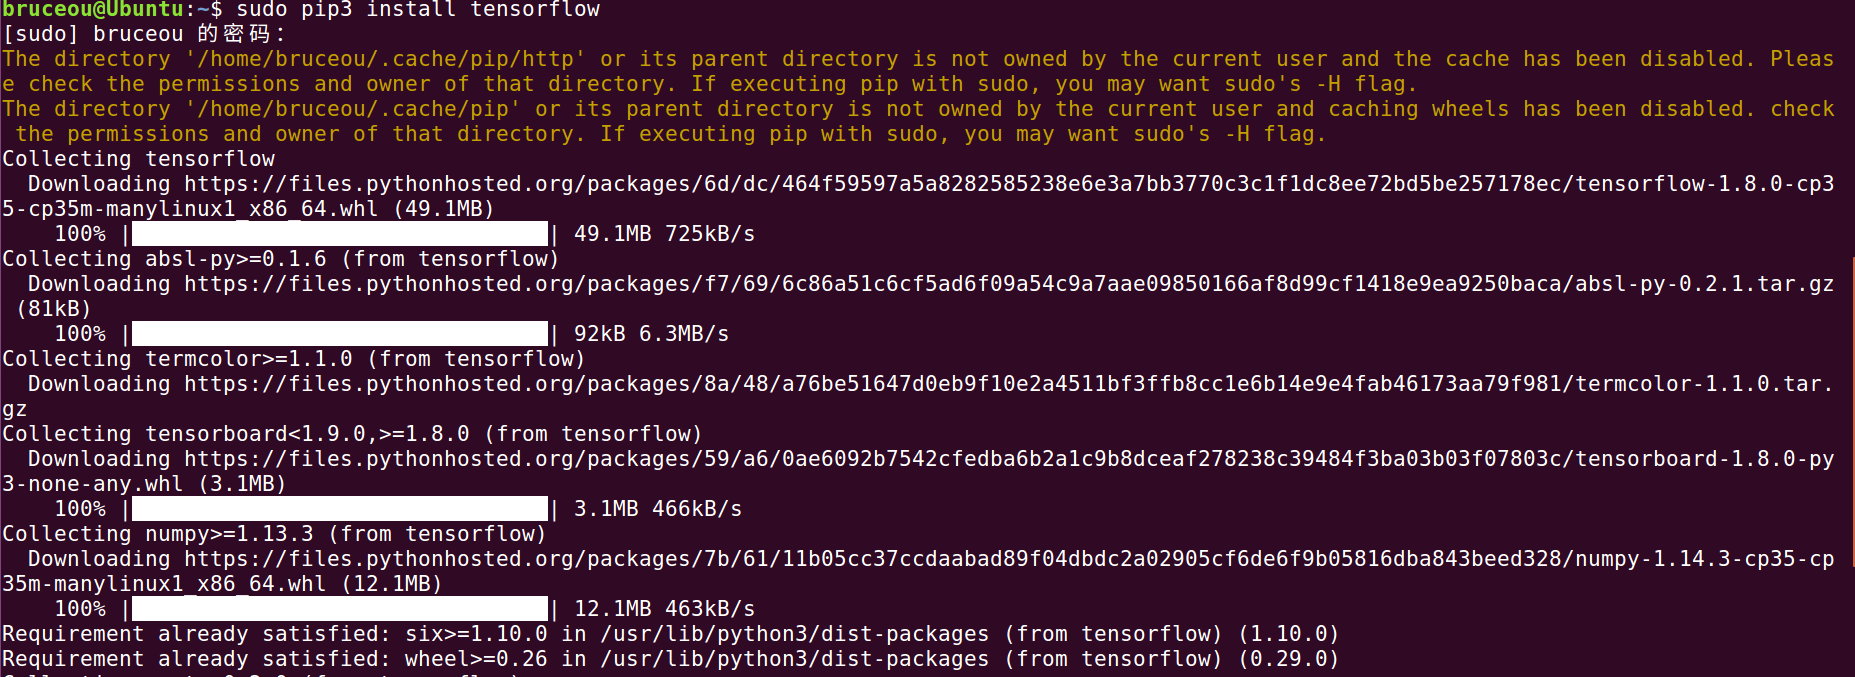 bruceou@Ubuntu:~$ sudo pip3 install tensorflow
[sudo] bruceou 的密码：
The directory '/home/bruceou/.cache/pip/http' or its parent directory is not owned by the current user and the cache has been disabled. Pleas
e check the permissions and owner of that directory. If executing pip with sudo, you may want sudo's -H flag.
The directory '/home/bruceou/.cache/pip' or its parent directory is not owned by the current user and caching wheels has been disabled. check
 the permissions and owner of that directory. If executing pip with sudo, you may want sudo's -H flag.
Collecting tensorflow
  Downloading https://files.pythonhosted.org/packages/6d/dc/464f59597a5a8282585238e6e3a7bb3770c3c1f1dc8ee72bd5be257178ec/tensorflow-1.8.0-cp3
5-cp35m-manylinux1_x86_64.whl (49.1MB)
    100% | | 49.1MB 725kB/s
Collecting absl-py>=0.1.6 (from tensorflow)
  Downloading https://files.pythonhosted.org/packages/f7/69/6c86a51c6cf5ad6f09a54c9a7aae09850166af8d99cf1418e9ea9250baca/absl-py-0.2.1.tar.gz
 (81kB)
    100% | | 92kB 6.3MB/s
Collecting termcolor>=1.1.0 (from tensorflow)
  Downloading https://files.pythonhosted.org/packages/8a/48/a76be51647d0eb9f10e2a4511bf3ffb8cc1e6b14e9e4fab46173aa79f981/termcolor-1.1.0.tar.
gz
Collecting tensorboard<1.9.0,>=1.8.0 (from tensorflow)
  Downloading https://files.pythonhosted.org/packages/59/a6/0ae6092b7542cfedba6b2a1c9b8dceaf278238c39484f3ba03b03f07803c/tensorboard-1.8.0-py
3-none-any.whl (3.1MB)
    100% | | 3.1MB 466kB/s
Collecting numpy>=1.13.3 (from tensorflow)
  Downloading https://files.pythonhosted.org/packages/7b/61/11b05cc37ccdaabad89f04dbdc2a02905cf6de6f9b05816dba843beed328/numpy-1.14.3-cp35-cp
35m-manylinux1_x86_64.whl (12.1MB)
    100% | | 12.1MB 463kB/s
Requirement already satisfied: six>=1.10.0 in /usr/lib/python3/dist-packages (from tensorflow) (1.10.0)
Requirement already satisfied: wheel>=0.26 in /usr/lib/python3/dist-packages (from tensorflow) (0.29.0)